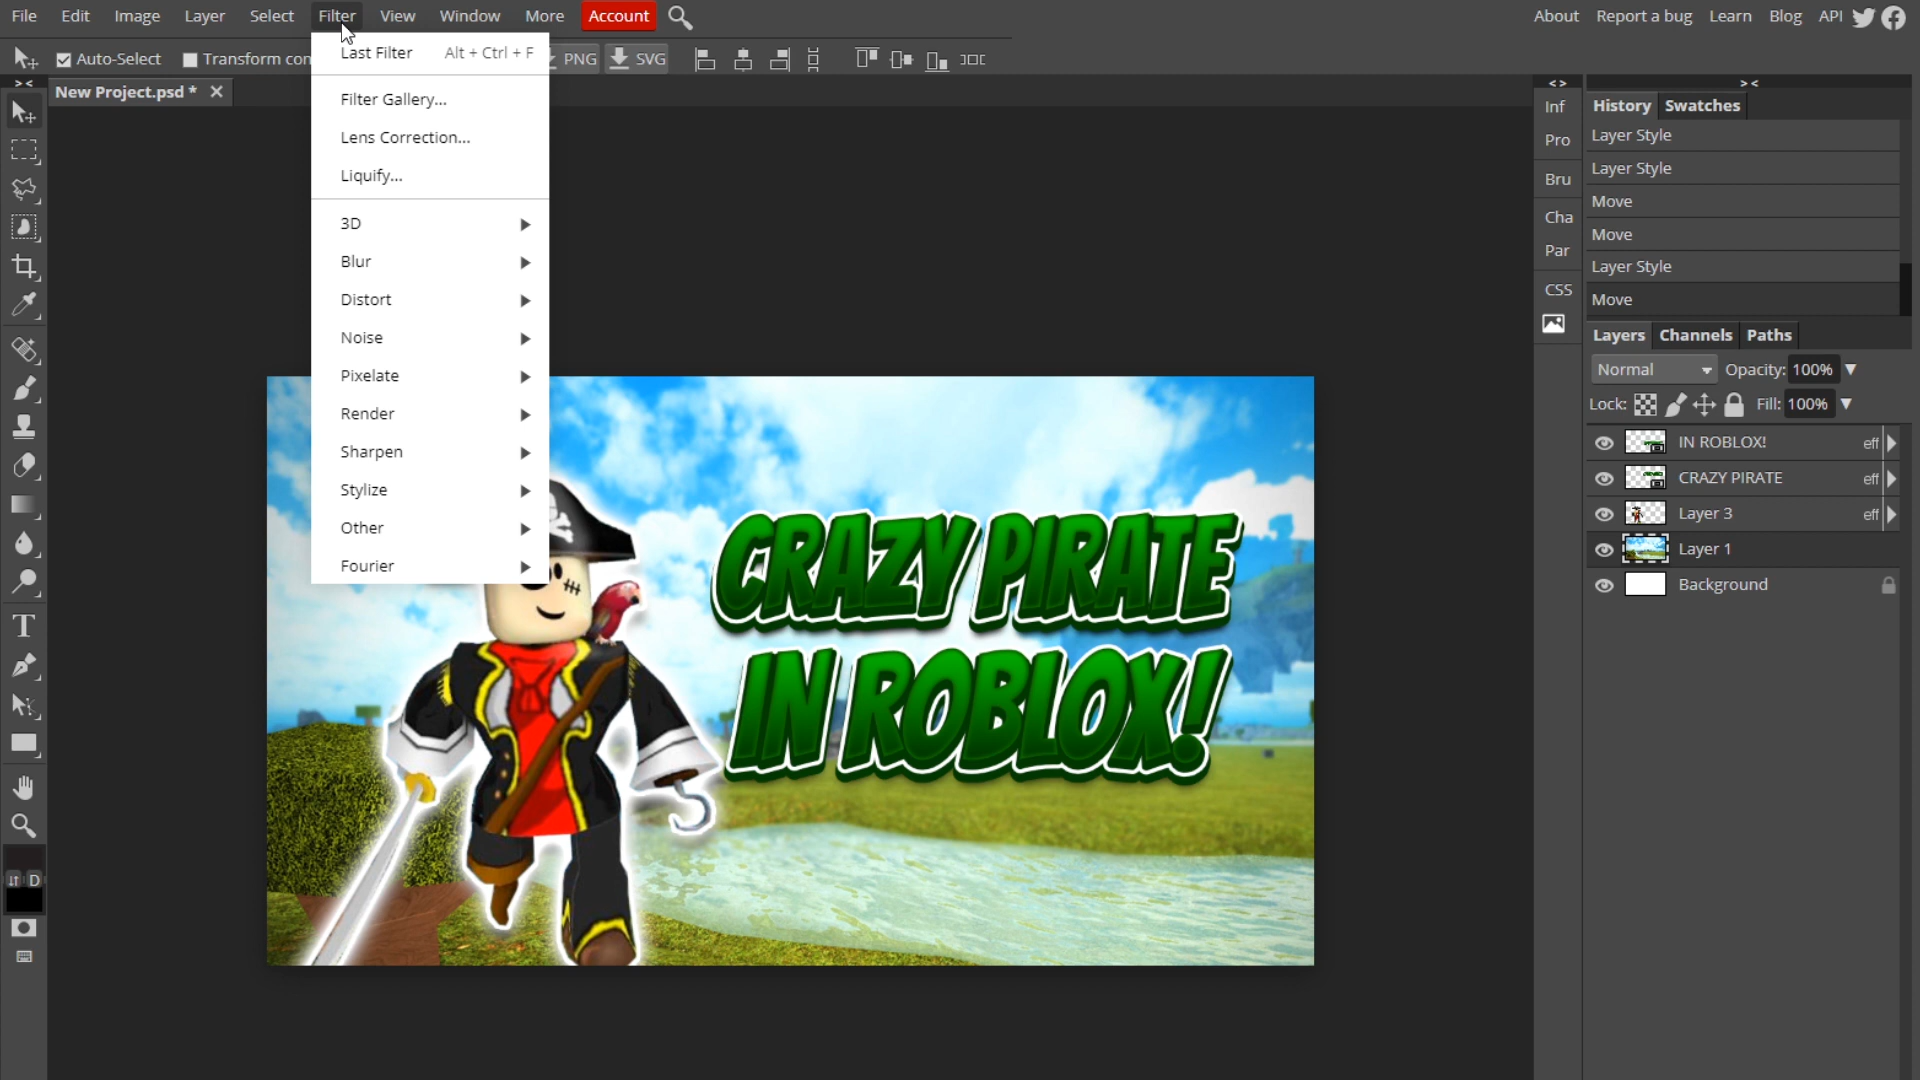 File Edit Image Layer Select Filter View Window More Account About Report a bug Learn Blog API
Auto-Select Transform con PNG SVG
New Project.psd *
Last Filter Alt + Ctrl + F
Filter Gallery...
Lens Correction...
Liquify...
3D
Blur
Distort
Noise
Pixelate
Render
Sharpen
Stylize
Other
Fourier
CRAZY PIRATE
IN ROBLOX!
D
Inf
Pro
Bru
Cha
Par
CSS
History Swatches
Layer Style
Layer Style
Move
Move
Layer Style
Move
Layers Channels Paths
Normal Opacity: 100%
Lock: Fill: 100%
IN ROBLOX! eff
CRAZY PIRATE eff
Layer 3 eff
Layer 1
Background